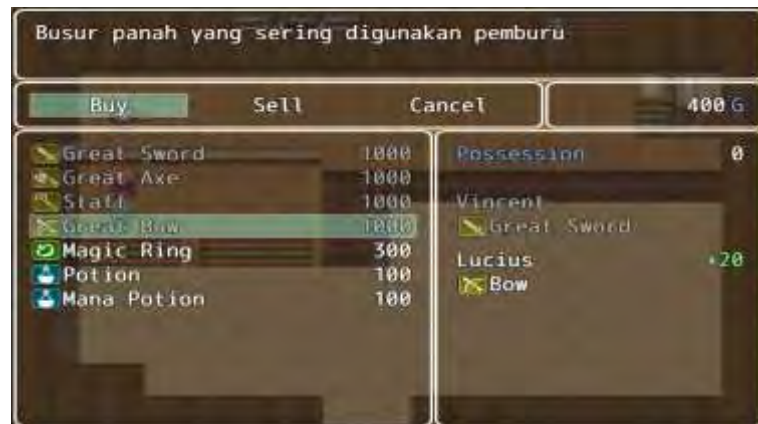 Busur panah yang sering digunakan pemburu
Buy Sell Cancel 400 G
Great Sword 1000
Great Axe 1000
Staff 1000
Great Bow 1000
Magic Ring 300
Potion 100
Mana Potion 100
Possession 0
Vincent
Great Sword
Lucius +20
Bow